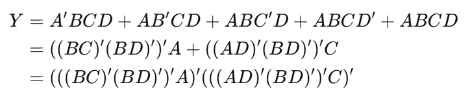 Y = A′BCD + AB′CD + ABC′D + ABCD′ + ABCD
= ((BC)′(BD)′)′A + ((AD)′(BD)′)′C
= (((BC)′(BD)′)′A)′(((AD)′(BD)′)′C)′